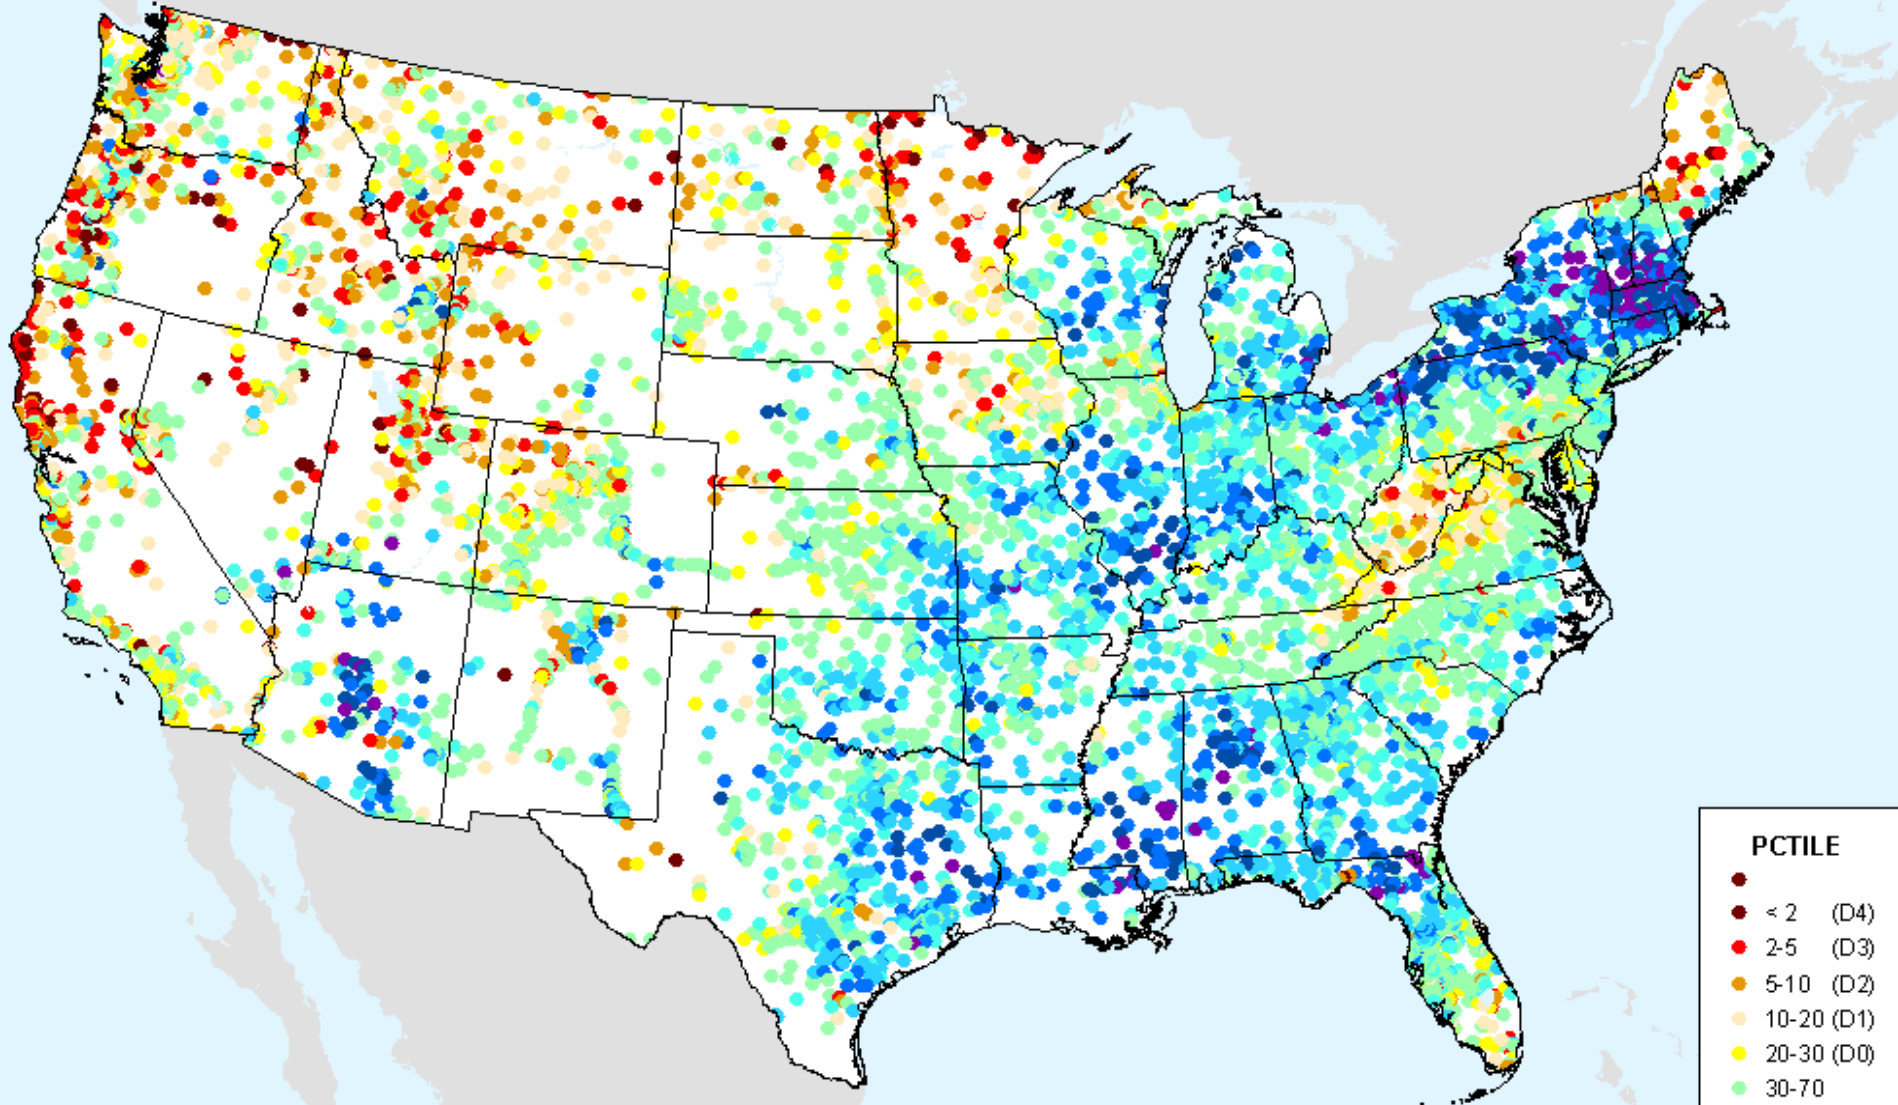 PCTILE
< 2 (D4)
2-5 (D3)
5-10 (D2)
10-20 (D1)
20-30 (D0)
30-70